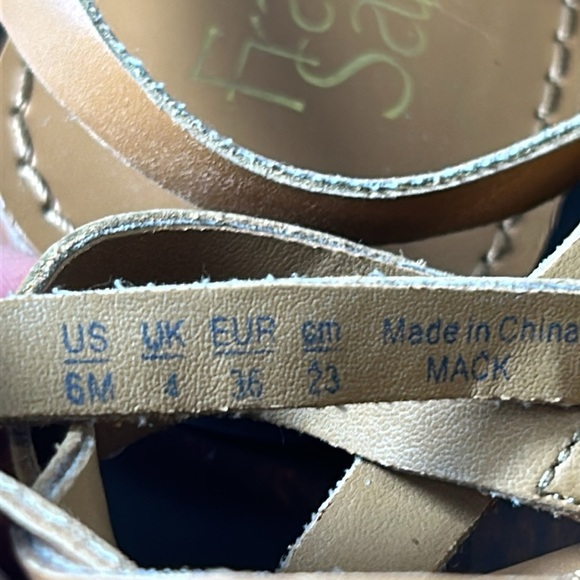 US UK EUR cm Made in China
6M 4 36 23 MACK